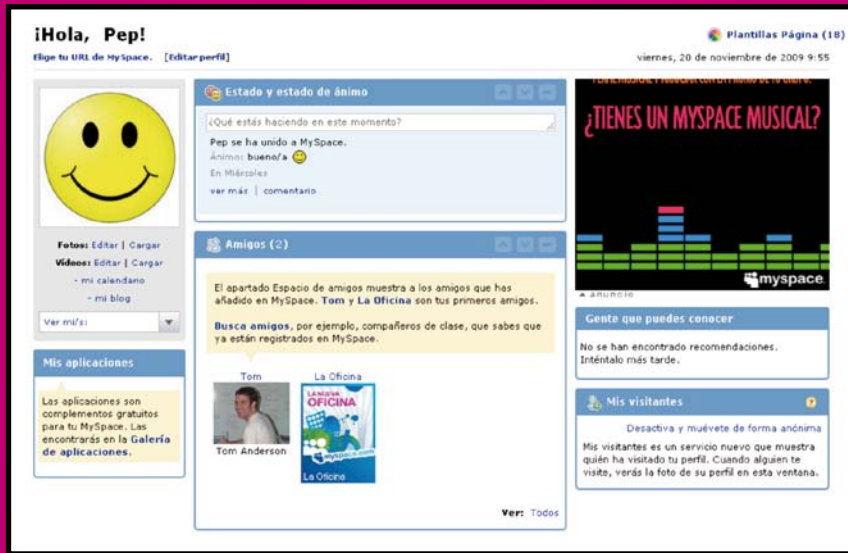 ¡Hola, Pep!
Plantillas Página (18)
Elige tu URL de MySpace. [Editar perfil]
viernes, 20 de noviembre de 2009 9:55
Fotos: Editar | Cargar
Vídeos: Editar | Cargar
- mi calendario
- mi blog
Ver mi/s:
Mis aplicaciones
Las aplicaciones son
complementos gratuitos
para tu MySpace. Las
encontrarás en la Galería
de aplicaciones.
Estado y estado de ánimo
¿Qué estás haciendo en este momento?
Pep se ha unido a MySpace.
Ánimo: bueno/a
En Miércoles
ver más | comentario
Amigos (2)
El apartado Espacio de amigos muestra a los amigos que has
añadido en MySpace. Tom y La Oficina son tus primeros amigos.
Busca amigos, por ejemplo, compañeros de clase, que sabes que
ya están registrados en MySpace.
Tom
Tom Anderson
La Oficina
LA NUEVA
OFICINA
myspace.com
La Oficina
Ver: Todos
¿TIENES UN MYSPACE MUSICAL?
myspace.
anuncio
Gente que puedes conocer
No se han encontrado recomendaciones.
Inténtalo más tarde.
Mis visitantes
Desactiva y muévete de forma anónima
Mis visitantes es un servicio nuevo que muestra
quién ha visitado tu perfil. Cuando alguien te
visite, verás la foto de su perfil en esta ventana.